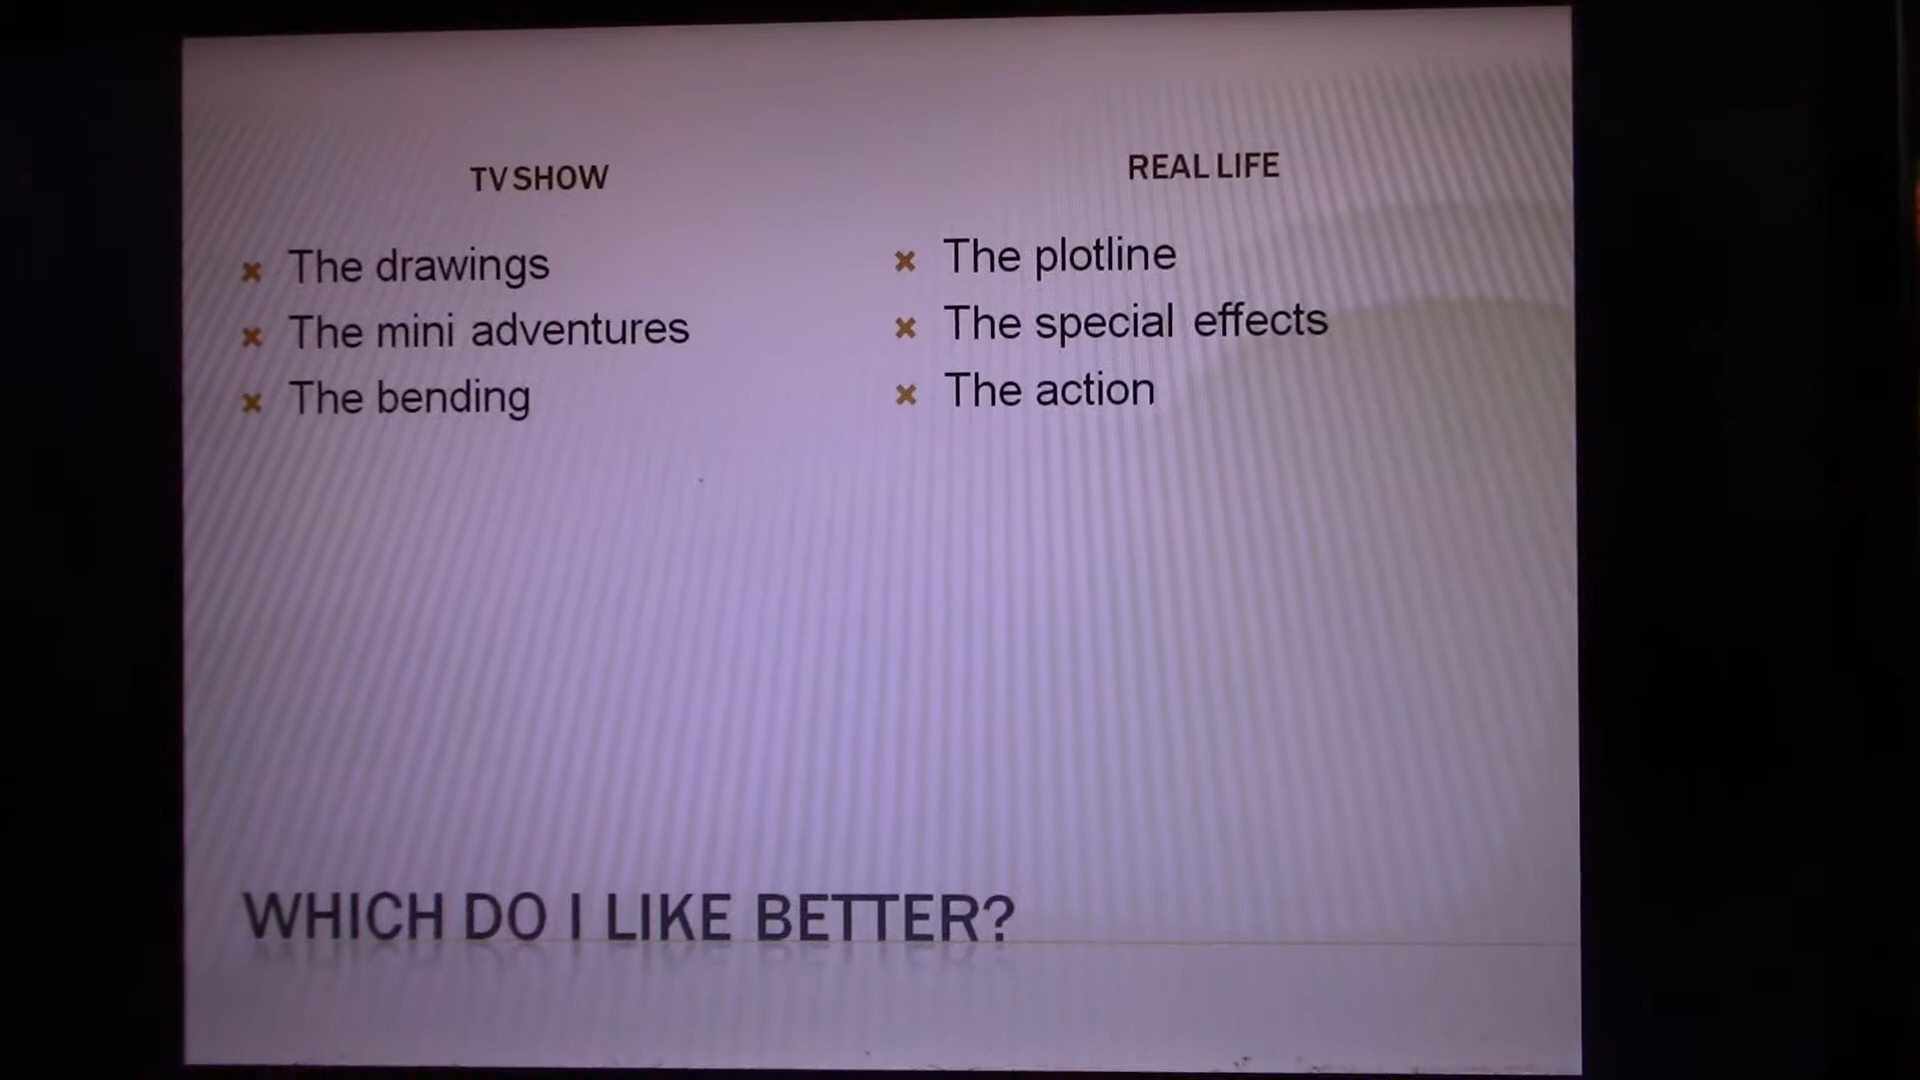 TV SHOW
The drawings
The mini adventures
The bending
REAL LIFE
The plotline
The special effects
The action
WHICH DO I LIKE BETTER?